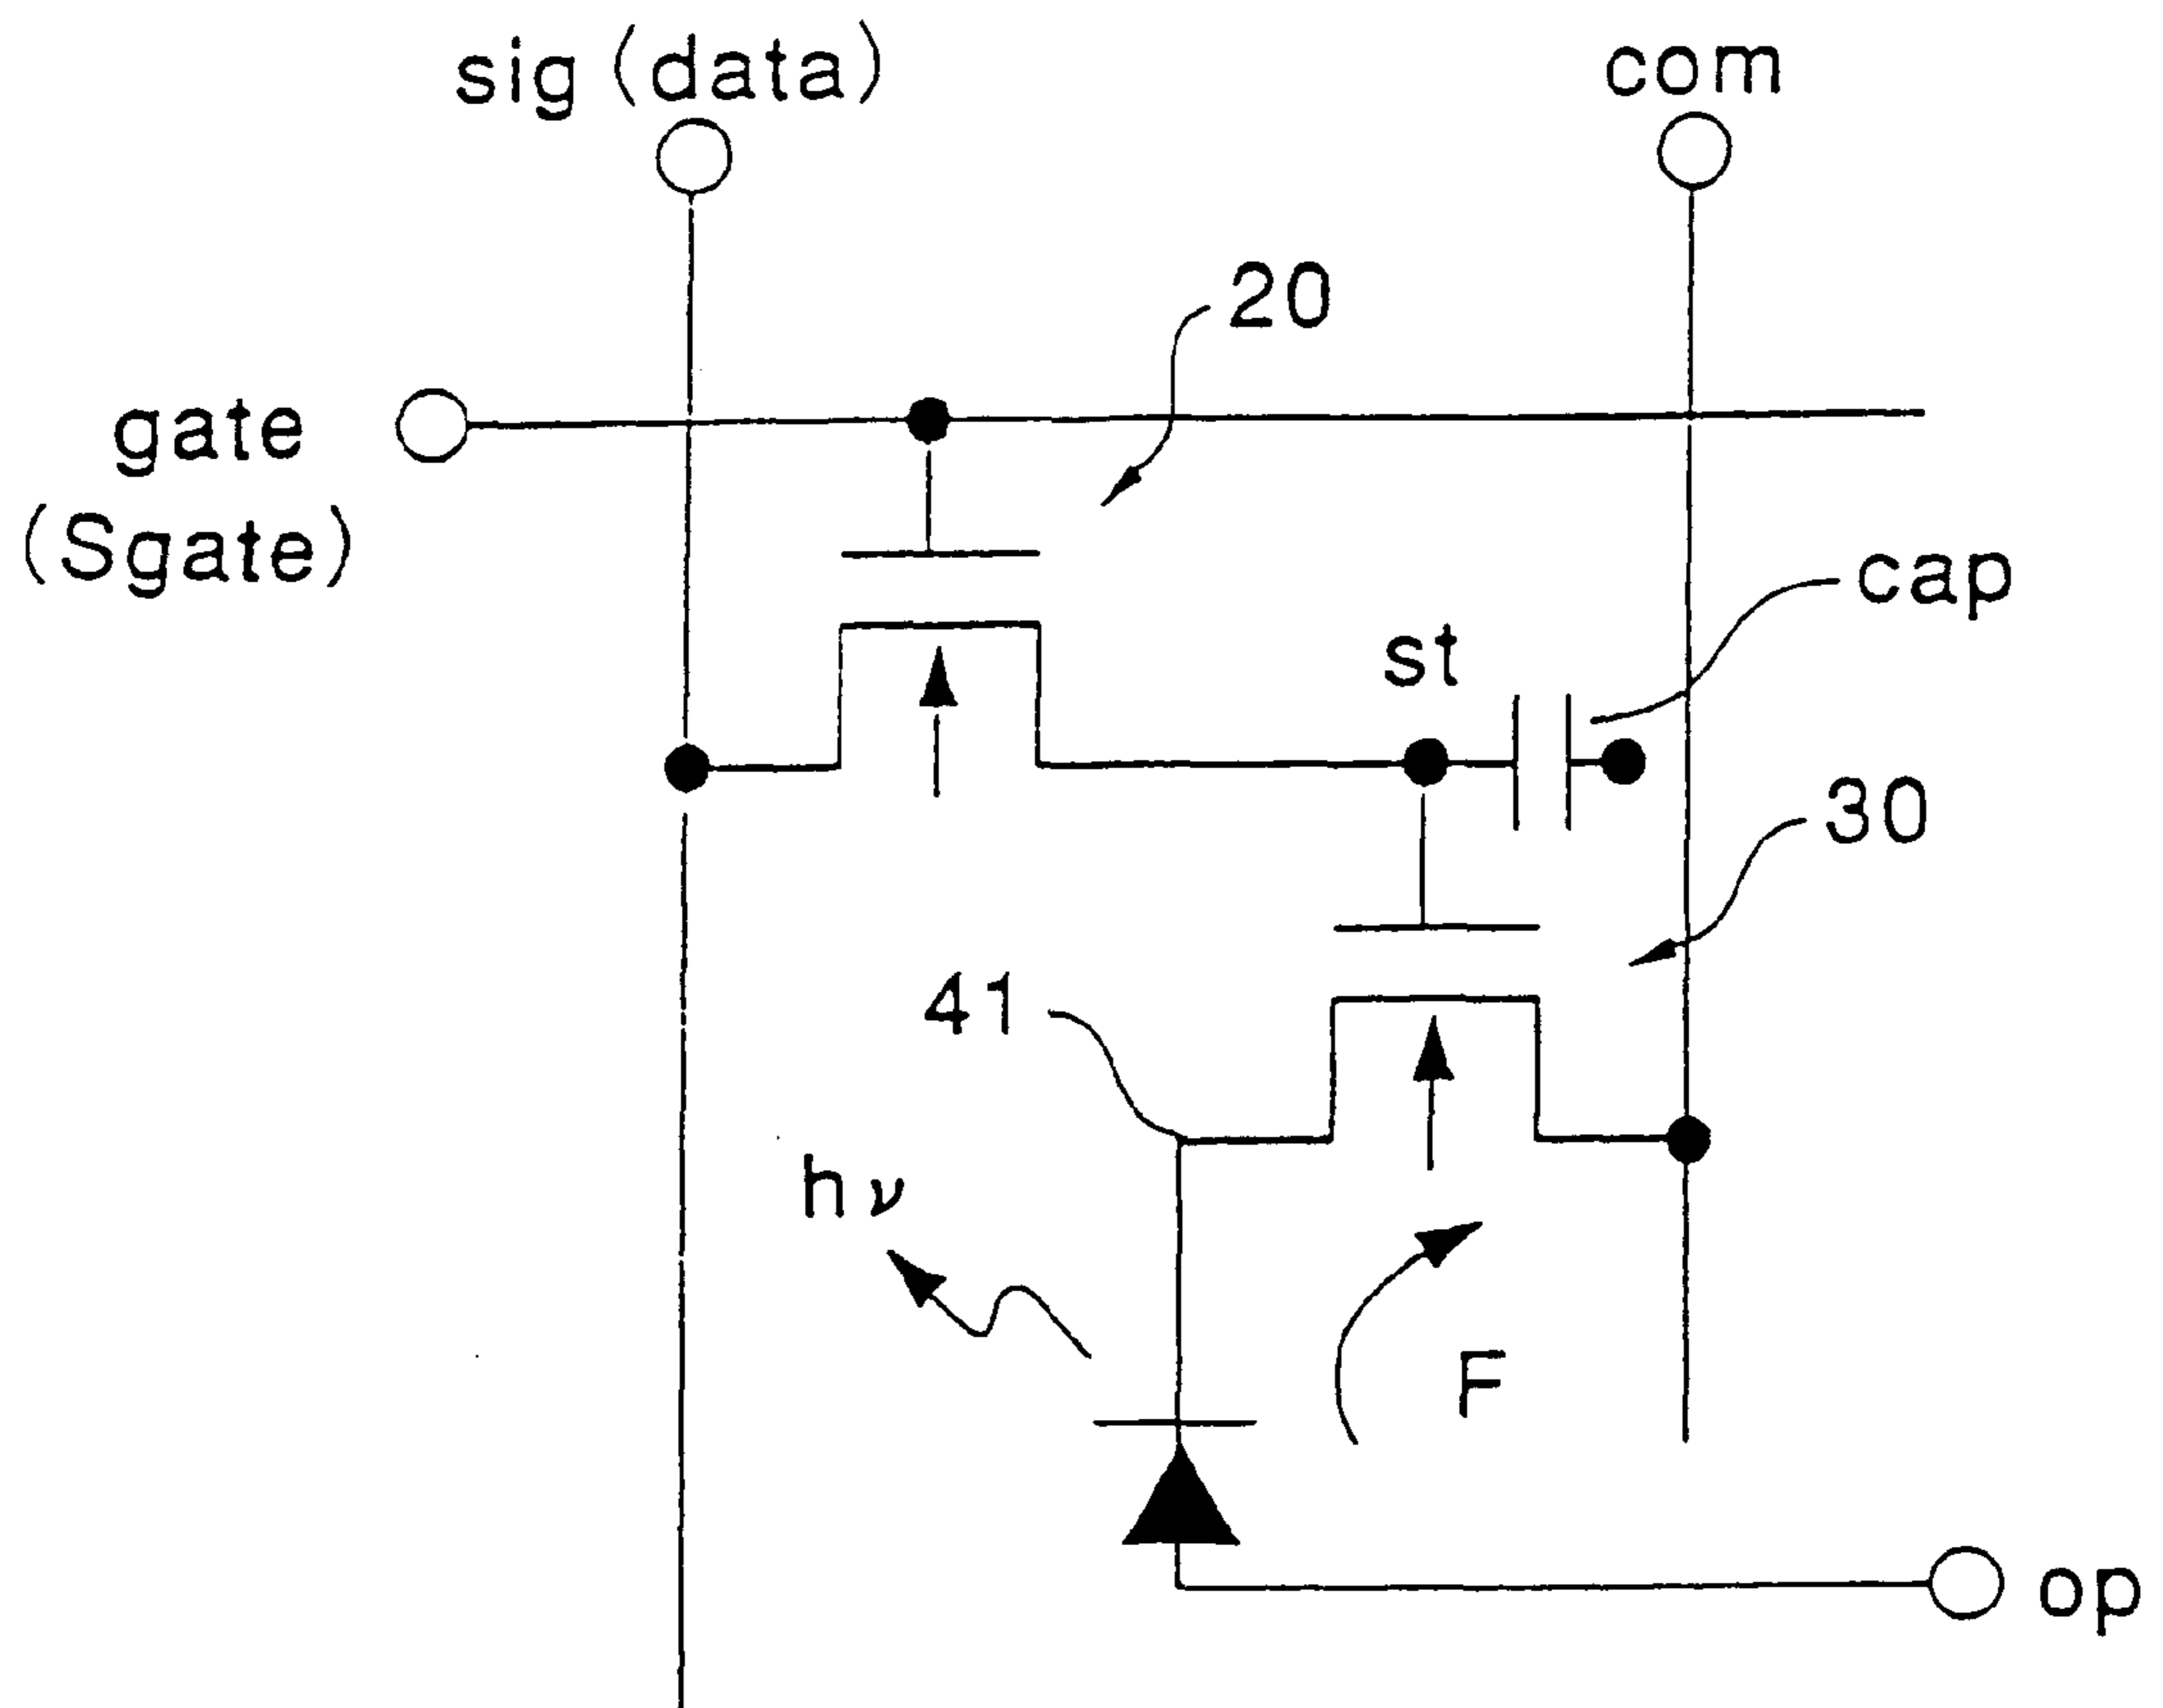 sig (data)
com
20
gate
(Sgate)
cap
st
30
41
hν
F
op